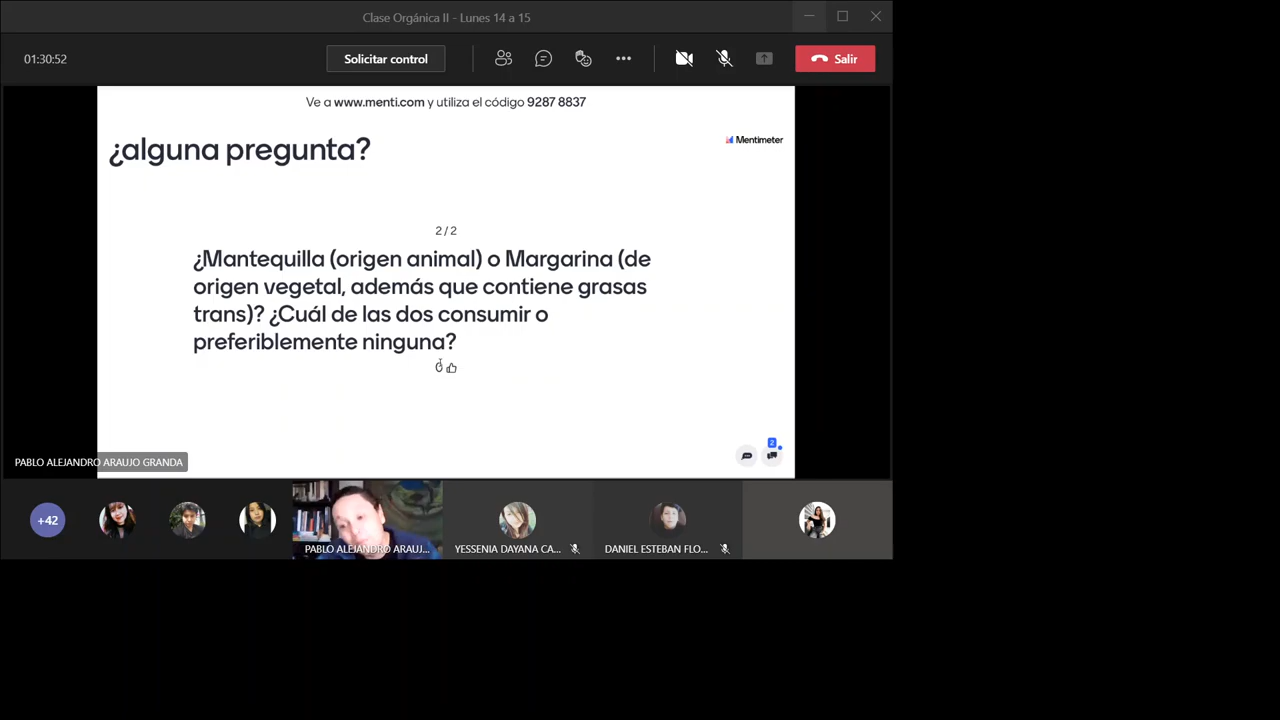 Clase Orgánica II - Lunes 14 a 15
01:30:52
Solicitar control
Salir
Ve a www.menti.com y utiliza el código 9287 8837
¿alguna pregunta?
Mentimeter
2 / 2
¿Mantequilla (origen animal) o Margarina (de
origen vegetal, además que contiene grasas
trans)? ¿Cuál de las dos consumir o
preferiblemente ninguna?
0
2
PABLO ALEJANDRO ARAUJO GRANDA
+42
PABLO ALEJANDRO ARAUJ...
YESSENIA DAYANA CA...
DANIEL ESTEBAN FLO...